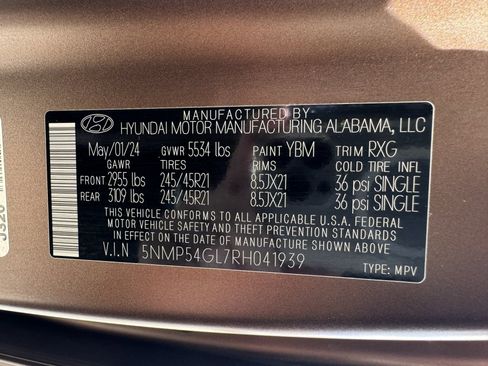 MANUFACTURED BY
HYUNDAI MOTOR MANUFACTURING ALABAMA, LLC
May/01/24 GVWR 5534 lbs PAINT YBM TRIM RXG
GAWR TIRES RIMS COLD TIRE INFL
FRONT 2955 lbs 245/45R21 8.5JX21 36 psi SINGLE
REAR 3109 lbs 245/45R21 8.5JX21 36 psi SINGLE
THIS VEHICLE CONFORMS TO ALL APPLICABLE U.S.A. FEDERAL
MOTOR VEHICLE SAFETY AND THEFT PREVENTION STANDARDS
IN EFFECT ON THE DATE OF MANUFACTURE SHOWN ABOVE.
V.I.N 5NMP54GL7RH041939
TYPE: MPV
J320